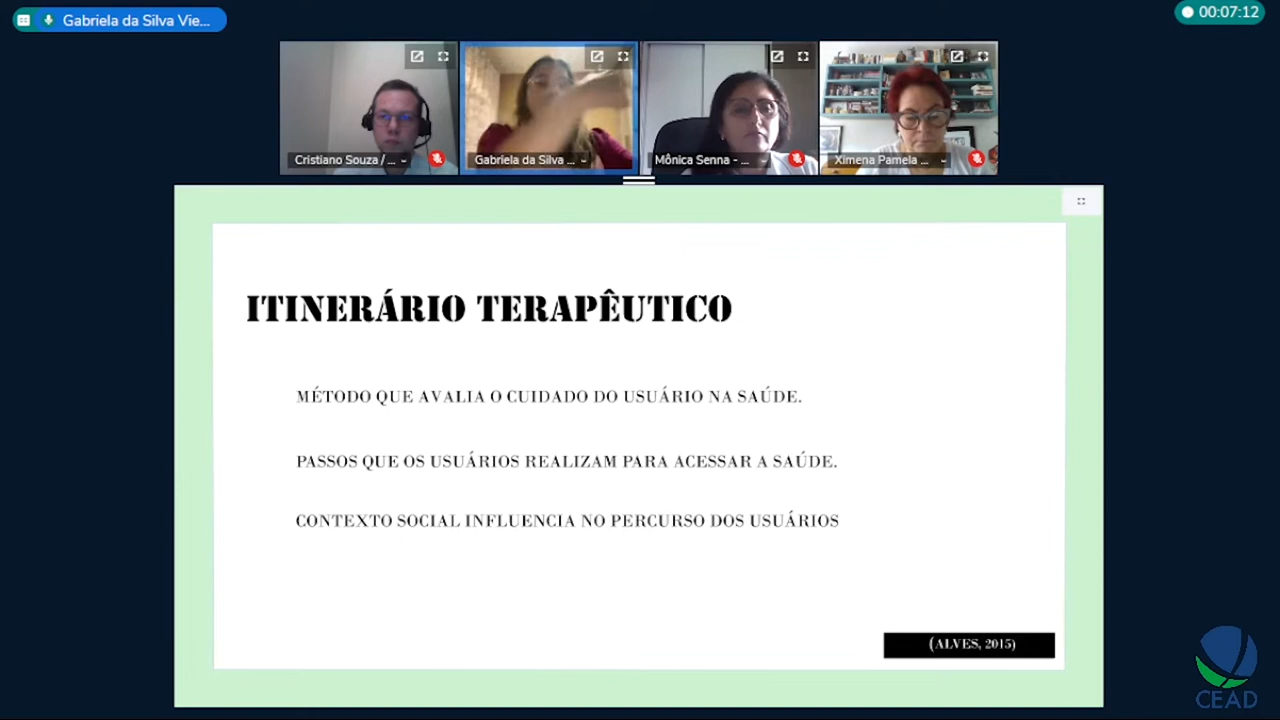 Gabriela da Silva Vie...
00:07:12
Cristiano Souza / ...
Gabriela da Silva ...
Mônica Senna - ...
Ximena Pamela ...
ITINERÁRIO TERAPÊUTICO
MÉTODO QUE AVALIA O CUIDADO DO USUÁRIO NA SAÚDE.
PASSOS QUE OS USUÁRIOS REALIZAM PARA ACESSAR A SAÚDE.
CONTEXTO SOCIAL INFLUENCIA NO PERCURSO DOS USUÁRIOS
(ALVES, 2015)
CEAD